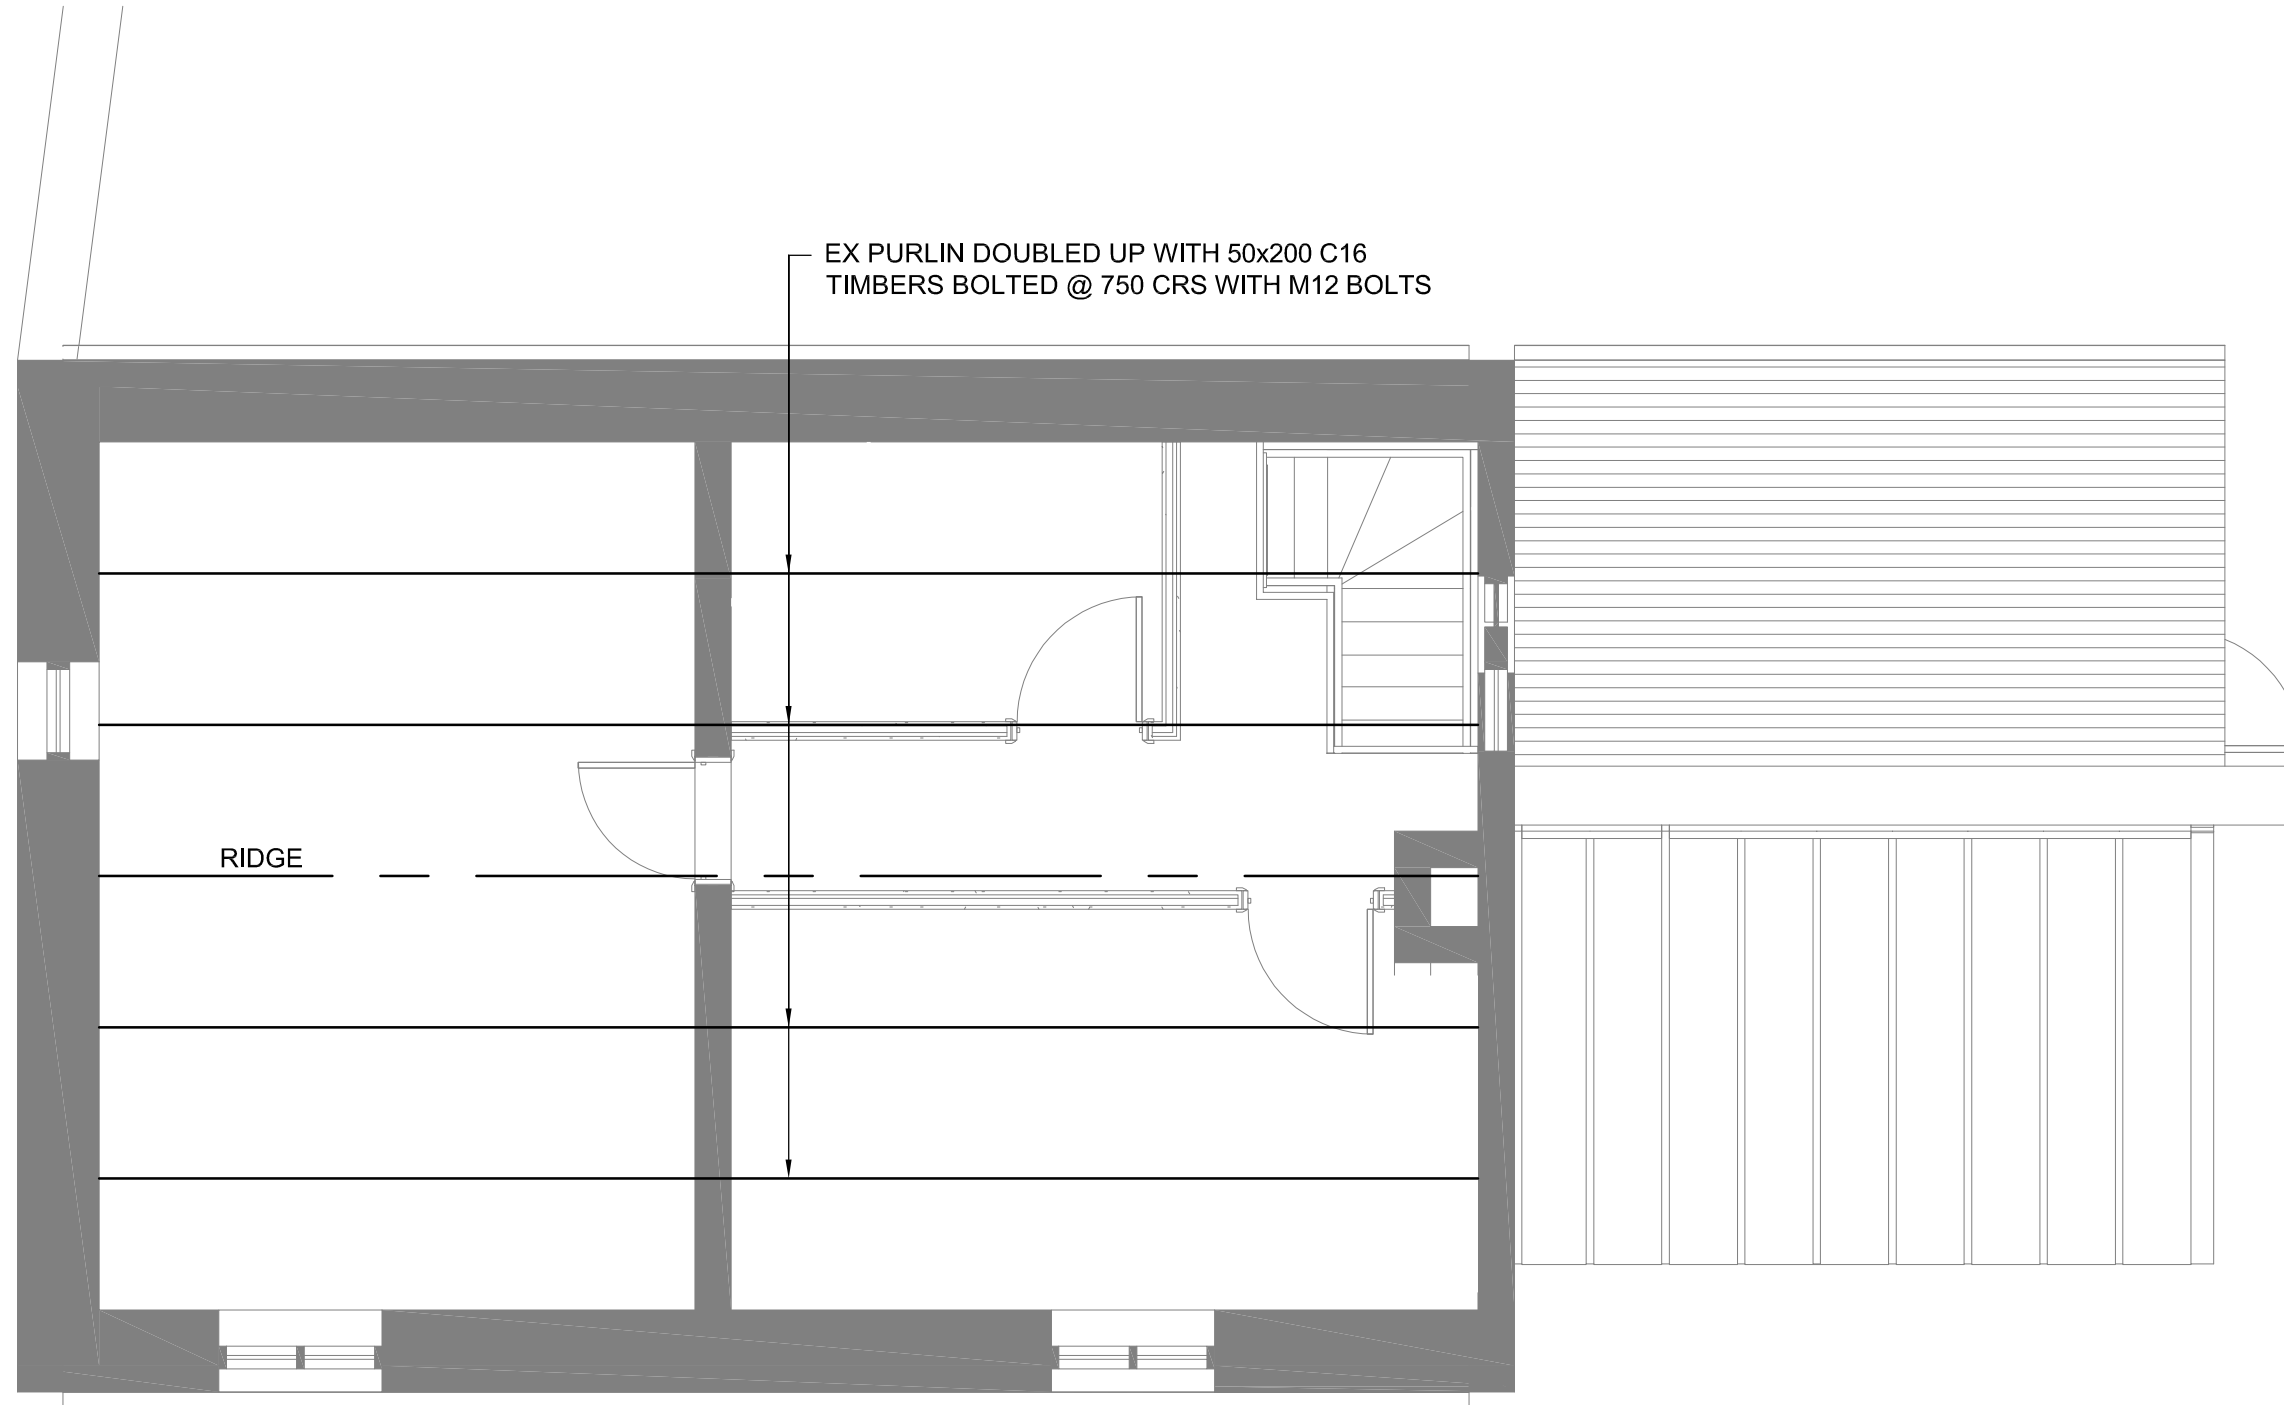 EX PURLIN DOUBLED UP WITH 50x200 C16
TIMBERS BOLTED @ 750 CRS WITH M12 BOLTS
RIDGE